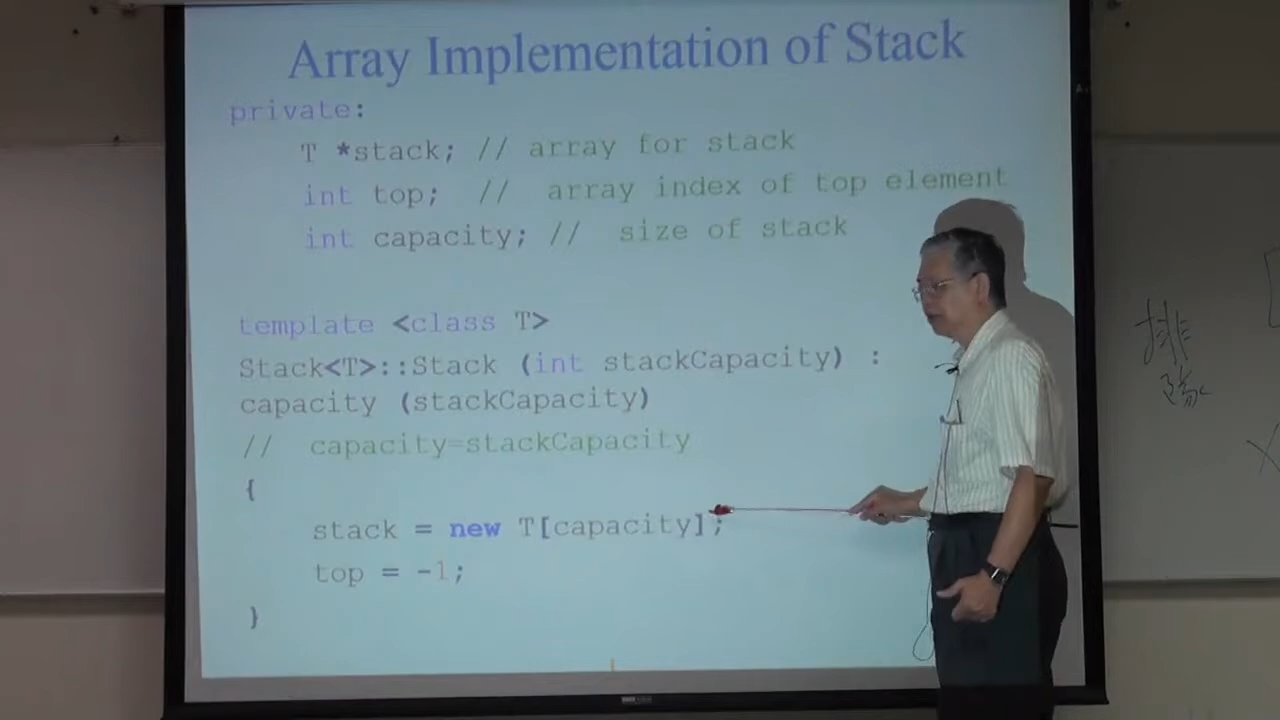 Array Implementation of Stack
private:
T *stack; // array for stack
int top; // array index of top element
int capacity; // size of stack
template <class T>
Stack<T>::Stack (int stackCapacity) :
capacity (stackCapacity)
// capacity=stackCapacity
{
stack = new T[capacity];
top = -1;
}
排